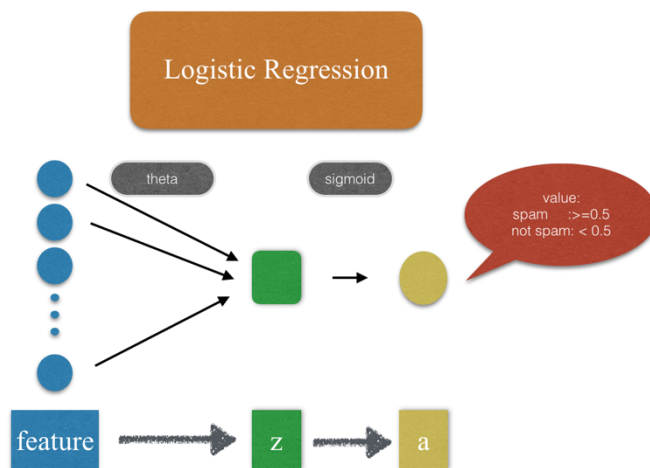 Logistic Regression
theta
sigmoid
value:
spam :>=0.5
not spam: < 0.5
feature
z
a